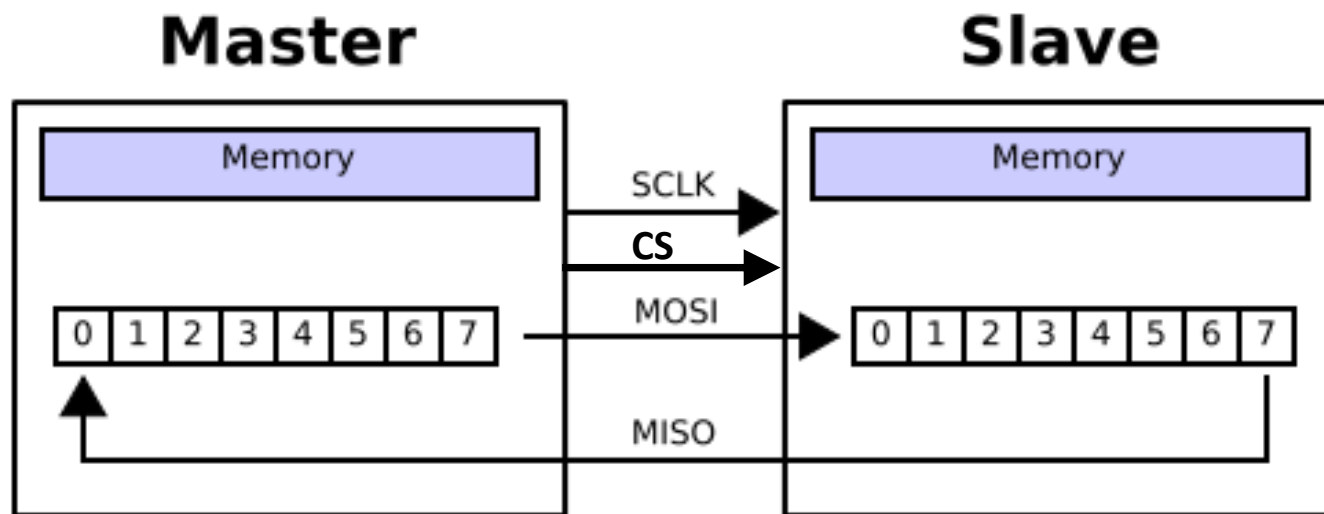 Master Slave
Memory Memory
SCLK
CS
MOSI
0 1 2 3 4 5 6 7 0 1 2 3 4 5 6 7
MISO